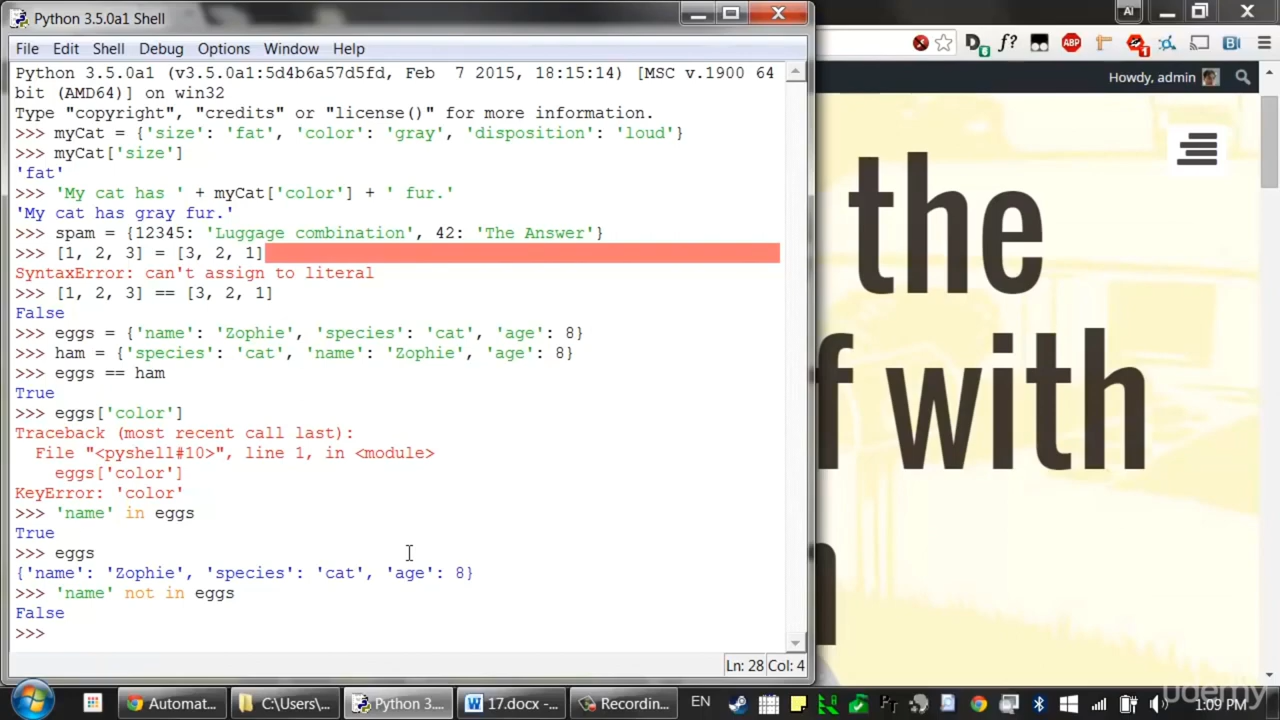 Python 3.5.0a1 Shell
File Edit Shell Debug Options Window Help
Python 3.5.0a1 (v3.5.0a1:5d4b6a57d5fd, Feb  7 2015, 18:15:14) [MSC v.1900 64
bit (AMD64)] on win32
Type "copyright", "credits" or "license()" for more information.
>>> myCat = {'size': 'fat', 'color': 'gray', 'disposition': 'loud'}
>>> myCat['size']
'fat'
>>> 'My cat has ' + myCat['color'] + ' fur.'
'My cat has gray fur.'
>>> spam = {12345: 'Luggage combination', 42: 'The Answer'}
>>> [1, 2, 3] = [3, 2, 1]
SyntaxError: can't assign to literal
>>> [1, 2, 3] == [3, 2, 1]
False
>>> eggs = {'name': 'Zophie', 'species': 'cat', 'age': 8}
>>> ham = {'species': 'cat', 'name': 'Zophie', 'age': 8}
>>> eggs == ham
True
>>> eggs['color']
Traceback (most recent call last):
  File "<pyshell#10>", line 1, in <module>
    eggs['color']
KeyError: 'color'
>>> 'name' in eggs
True
>>> eggs
{'name': 'Zophie', 'species': 'cat', 'age': 8}
>>> 'name' not in eggs
False
>>>
Ln: 28 Col: 4
AI
D 6 f? ABP 1 B
Howdy, admin
the
f with
Automat... C:\Users\... Python 3.... 17.docx -... Recordin... EN 1:09 PM
udemy